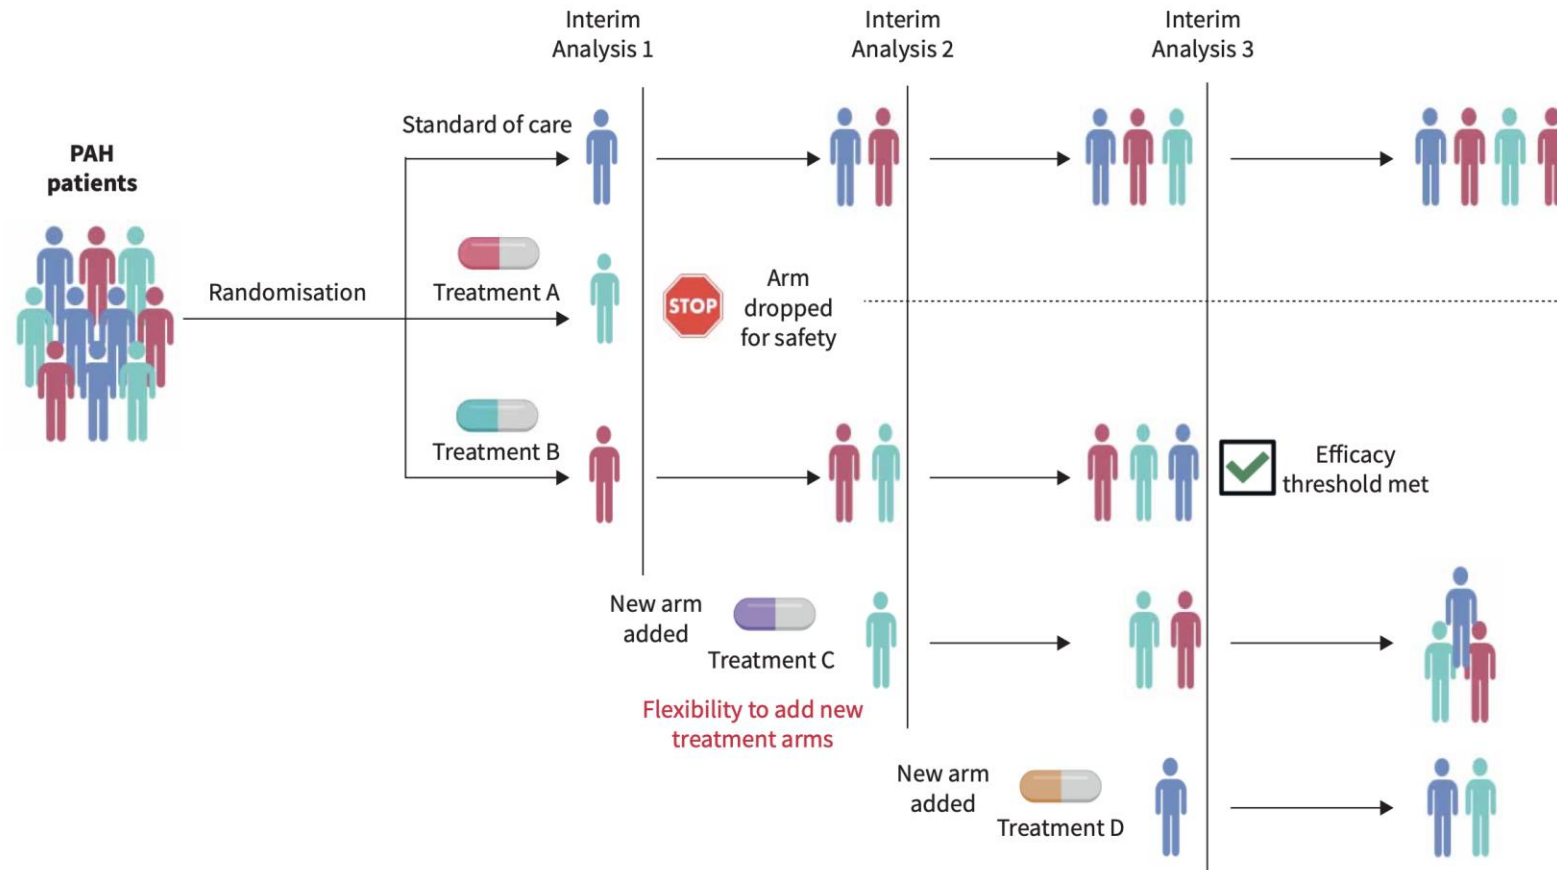 Interim
Analysis 1
Interim
Analysis 2
Interim
Analysis 3
PAH
patients
Standard of care
Randomisation
Treatment A
STOP
Arm
dropped
for safety
Treatment B
Efficacy
threshold met
New arm
added
Treatment C
Flexibility to add new
treatment arms
New arm
added
Treatment D